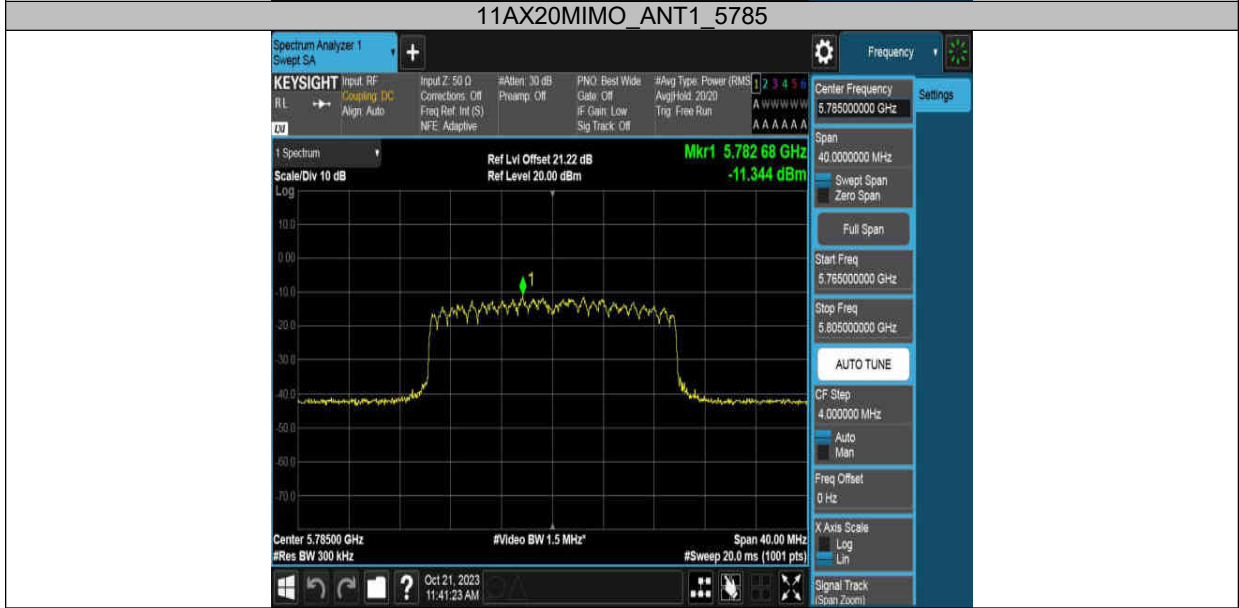 11AX20MIMO_ANT1_5785
Spectrum Analyzer 1
Swept SA
+
Frequency
KEYSIGHT
RL
LXI
Input: RF
Coupling: DC
Align: Auto
Input Z: 50 Ω
Corrections: Off
Freq Ref: Int (S)
NFE: Adaptive
#Atten: 30 dB
Preamp: Off
PNO: Best Wide
Gate: Off
IF Gain: Low
Sig Track: Off
#Avg Type: Power (RMS
Avg|Hold: 20/20
Trig: Free Run
1 2 3 4 5 6
A W W W W W
A A A A A A
1 Spectrum
Scale/Div 10 dB
Log
Ref Lvl Offset 21.22 dB
Ref Level 20.00 dBm
Mkr1 5.782 68 GHz
-11.344 dBm
10.0
0.00
-10.0
-20.0
-30.0
-40.0
-50.0
-60.0
-70.0
1
Center 5.78500 GHz
#Res BW 300 kHz
#Video BW 1.5 MHz*
Span 40.00 MHz
#Sweep 20.0 ms (1001 pts)
?
Oct 21, 2023
11:41:23 AM
Center Frequency
5.785000000 GHz
Settings
Span
40.0000000 MHz
Swept Span
Zero Span
Full Span
Start Freq
5.765000000 GHz
Stop Freq
5.805000000 GHz
AUTO TUNE
CF Step
4.000000 MHz
Auto
Man
Freq Offset
0 Hz
X Axis Scale
Log
Lin
Signal Track
(Span Zoom)